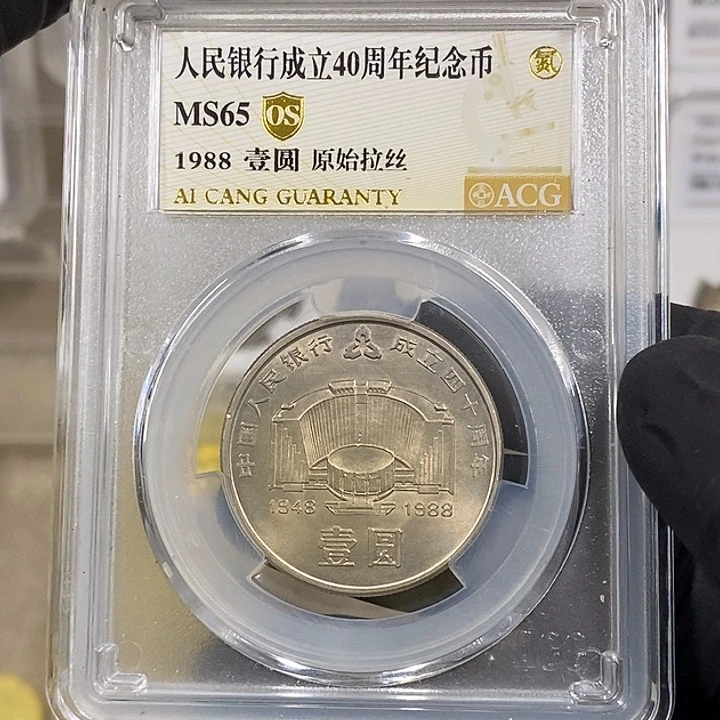 人民银行成立40周年纪念币
氮
MS65 OS
1988 壹圆 原始拉丝
AI CANG GUARANTY
ACG
中国人民银行 成立四十周年
1948 1988
壹圆